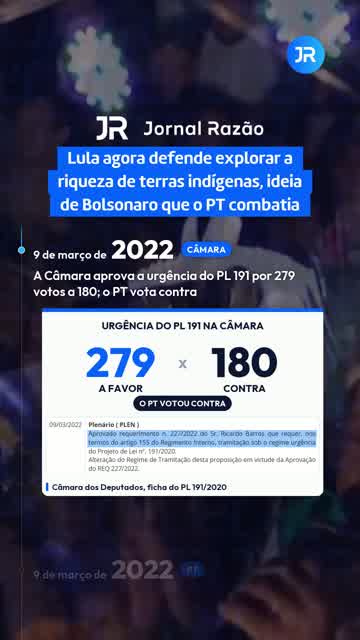 JR
JR Jornal Razão
Lula agora defende explorar a
riqueza de terras indígenas, ideia
de Bolsonaro que o PT combatia
9 de março de 2022 CÂMARA
A Câmara aprova a urgência do PL 191 por 279
votos a 180; o PT vota contra
URGÊNCIA DO PL 191 NA CÂMARA
279 x 180
A FAVOR CONTRA
O PT VOTOU CONTRA
09/03/2022 Plenário ( PLEN )
Aprovado requerimento n. 227/2022 do Sr. Ricardo Barros que requer, nos
termos do artigo 155 do Regimento Interno, tramitação sob o regime urgência
do Projeto de Lei nº. 191/2020.
Alteração do Regime de Tramitação desta proposição em virtude da Aprovação
do REQ 227/2022.
Câmara dos Deputados, ficha do PL 191/2020
9 de março de 2022 PT